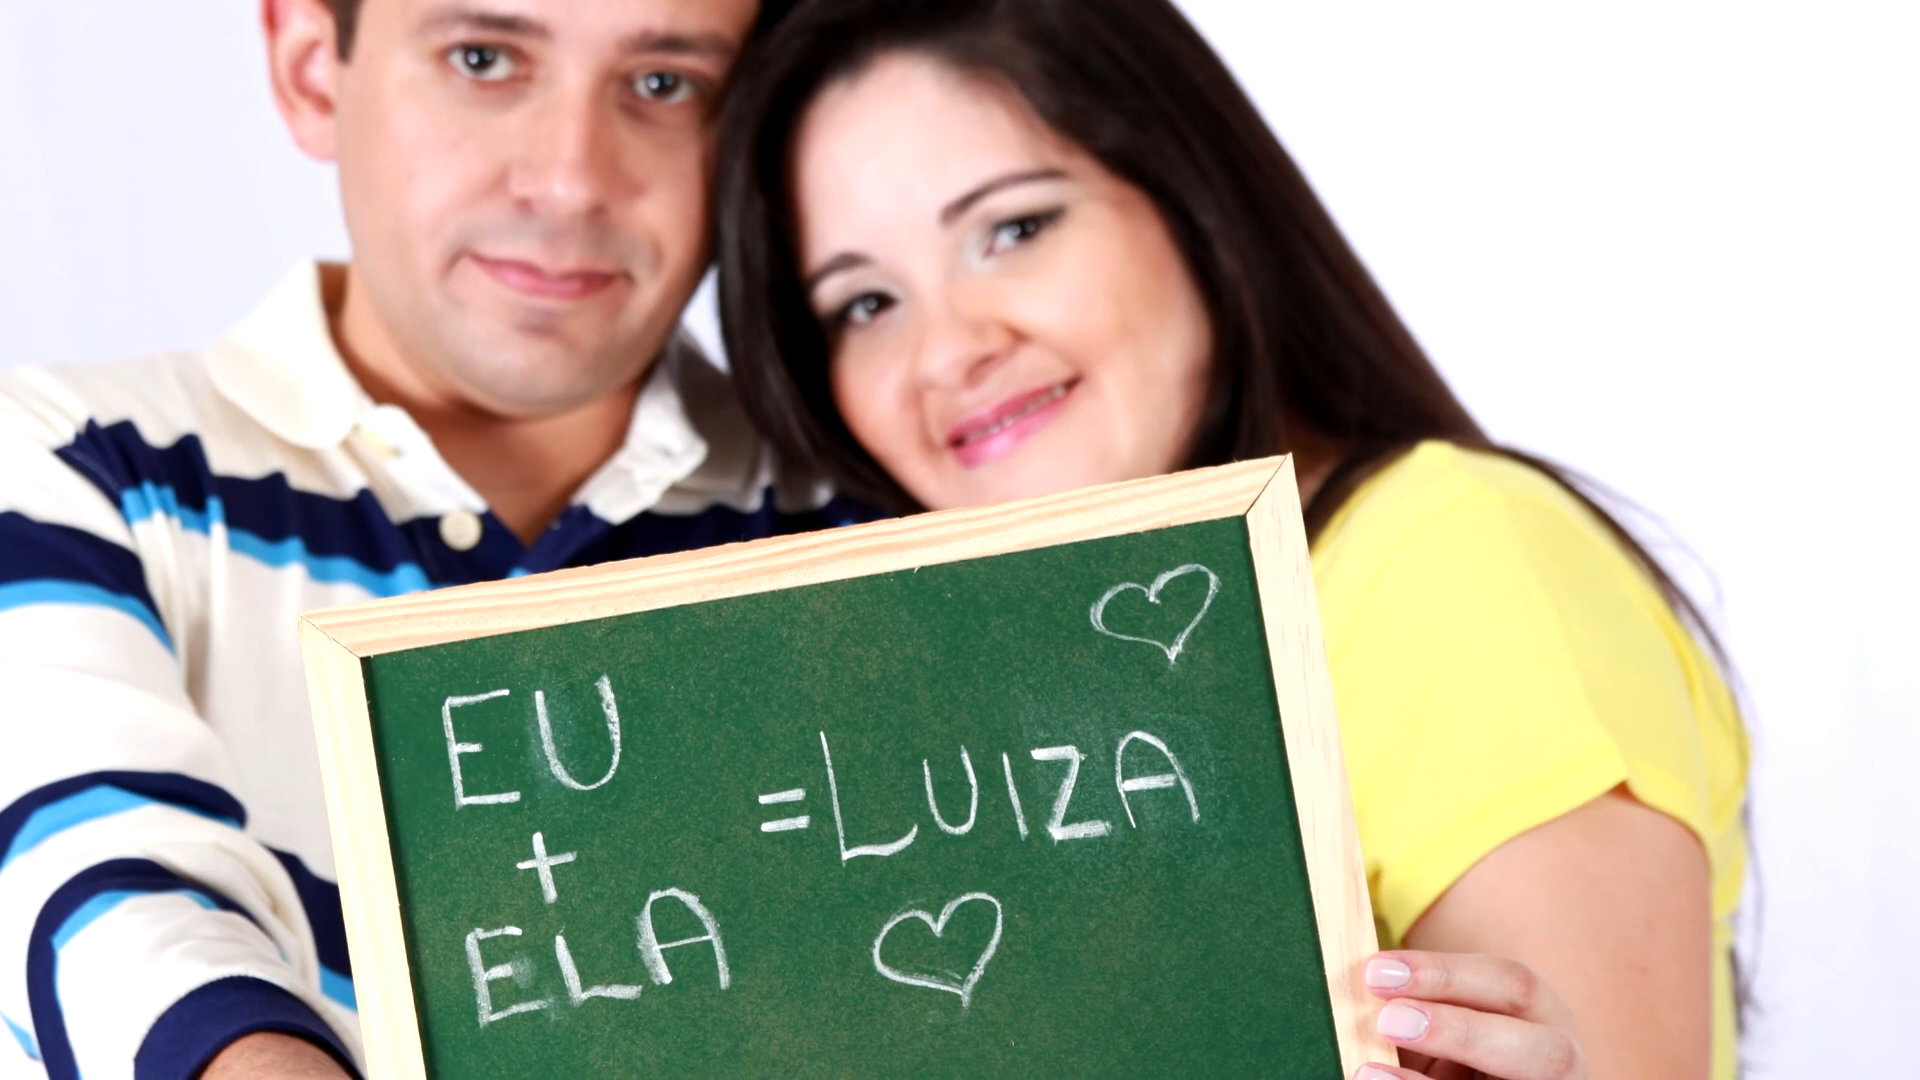 EU
+
ELA
= LUIZA